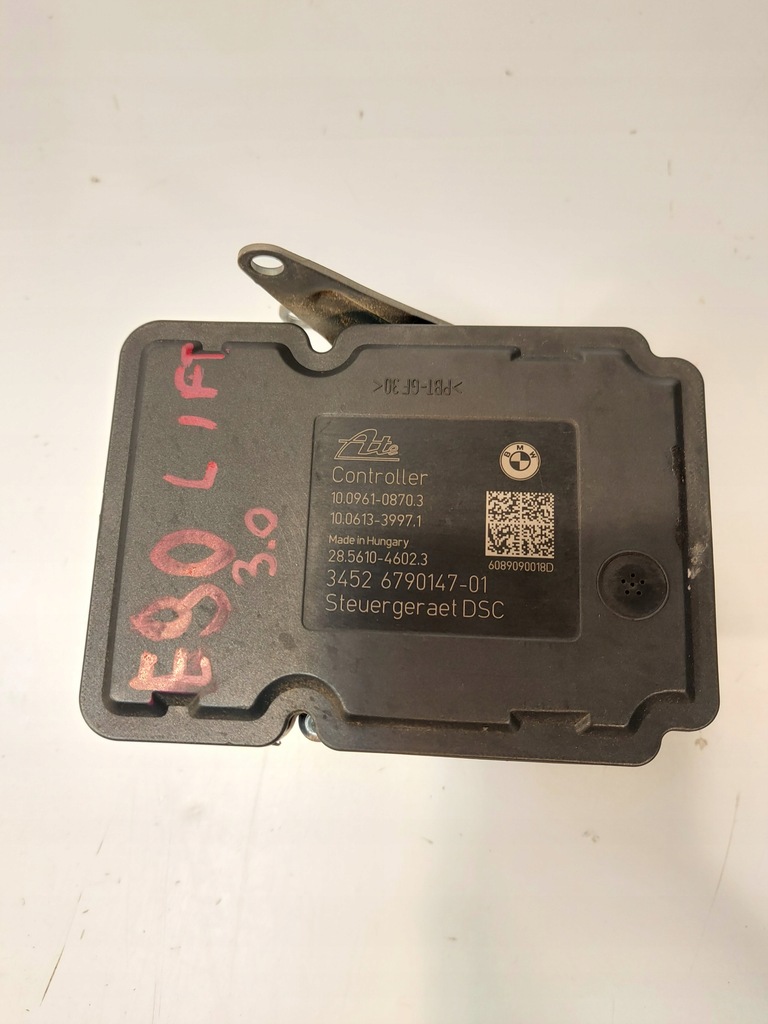 >PBT-GF30<
E90 LIFT
3.0
Ate
Controller
BMW
10.0961-0870.3
10.0613-3997.1
Made in Hungary
28.5610-4602.3
6089090018D
3452 6790147-01
Steuergeraet DSC